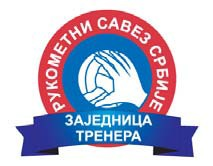 РУКОМЕТНИ САВЕЗ СРБИЈЕ
ЗАЈЕДНИЦА
ТРЕНЕРА